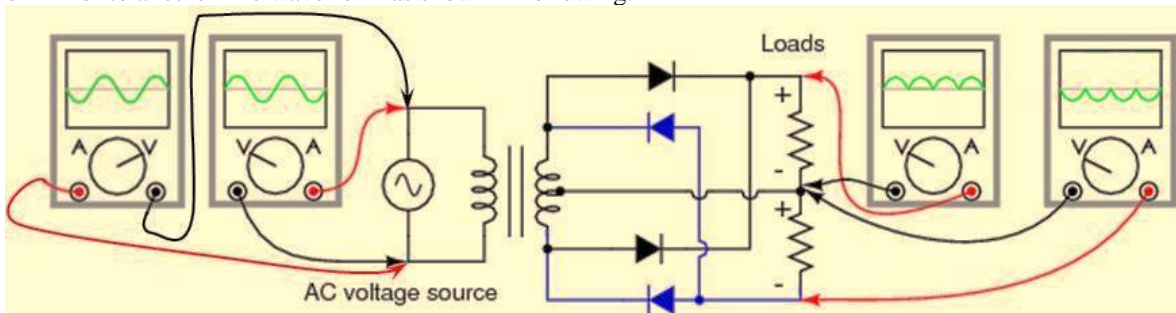 Loads
A V
V A
V A
V A
+
-
+
-
AC voltage source